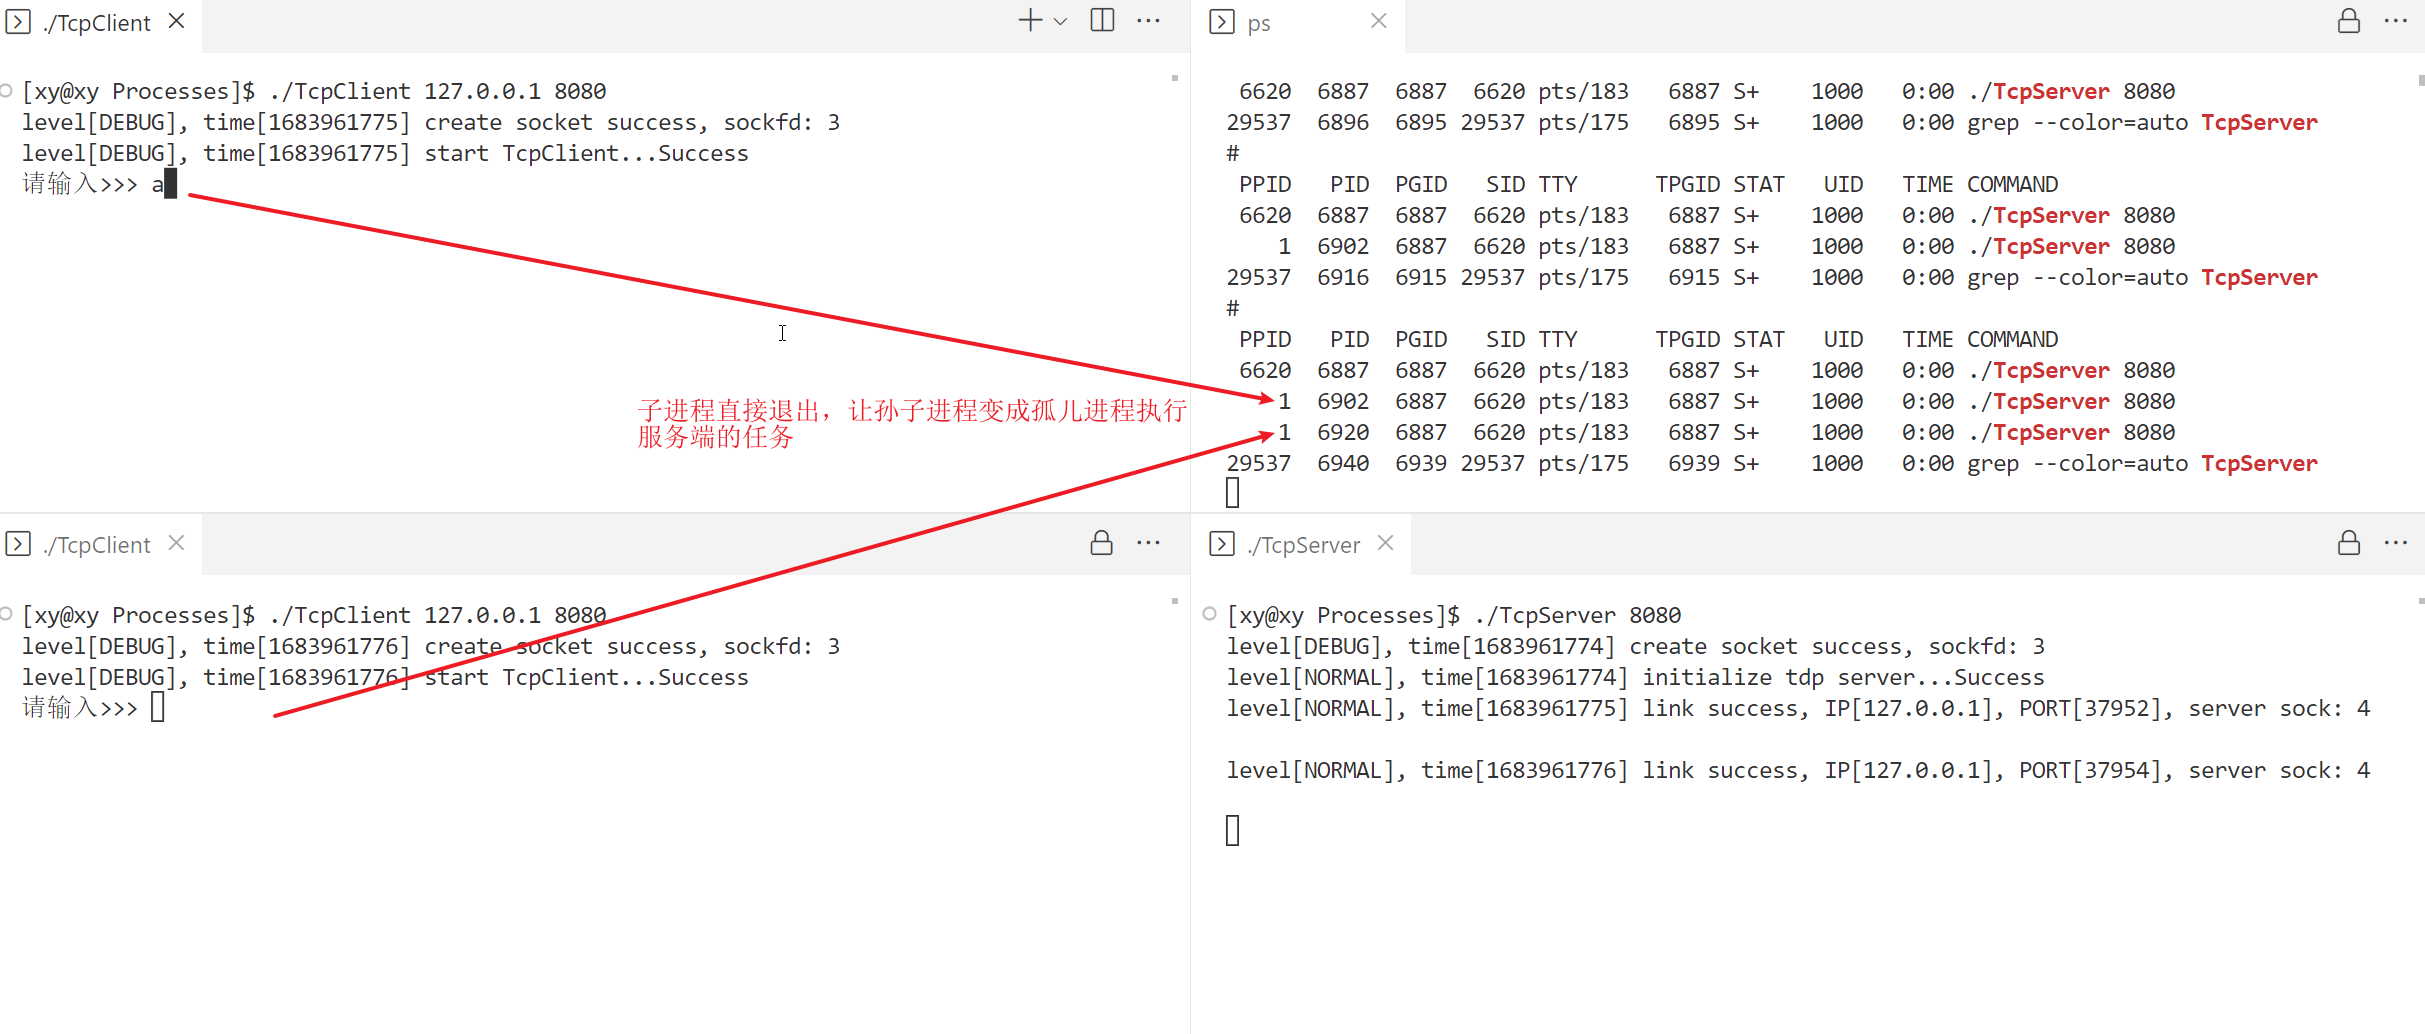 ./TcpClient
[xy@xy Processes]$ ./TcpClient 127.0.0.1 8080
level[DEBUG], time[1683961775] create socket success, sockfd: 3
level[DEBUG], time[1683961775] start TcpClient...Success
请输入>>> a
子进程直接退出，让孙子进程变成孤儿进程执行
服务端的任务
ps
6620 6887 6887 6620 pts/183 6887 S+ 1000 0:00 ./TcpServer 8080
29537 6896 6895 29537 pts/175 6895 S+ 1000 0:00 grep --color=auto TcpServer
#
PPID PID PGID SID TTY TPGID STAT UID TIME COMMAND
6620 6887 6887 6620 pts/183 6887 S+ 1000 0:00 ./TcpServer 8080
1 6902 6887 6620 pts/183 6887 S+ 1000 0:00 ./TcpServer 8080
29537 6916 6915 29537 pts/175 6915 S+ 1000 0:00 grep --color=auto TcpServer
#
PPID PID PGID SID TTY TPGID STAT UID TIME COMMAND
6620 6887 6887 6620 pts/183 6887 S+ 1000 0:00 ./TcpServer 8080
1 6902 6887 6620 pts/183 6887 S+ 1000 0:00 ./TcpServer 8080
1 6920 6887 6620 pts/183 6887 S+ 1000 0:00 ./TcpServer 8080
29537 6940 6939 29537 pts/175 6939 S+ 1000 0:00 grep --color=auto TcpServer
./TcpClient
[xy@xy Processes]$ ./TcpClient 127.0.0.1 8080
level[DEBUG], time[1683961776] create socket success, sockfd: 3
level[DEBUG], time[1683961776] start TcpClient...Success
请输入>>>
./TcpServer
[xy@xy Processes]$ ./TcpServer 8080
level[DEBUG], time[1683961774] create socket success, sockfd: 3
level[NORMAL], time[1683961774] initialize tdp server...Success
level[NORMAL], time[1683961775] link success, IP[127.0.0.1], PORT[37952], server sock: 4
level[NORMAL], time[1683961776] link success, IP[127.0.0.1], PORT[37954], server sock: 4